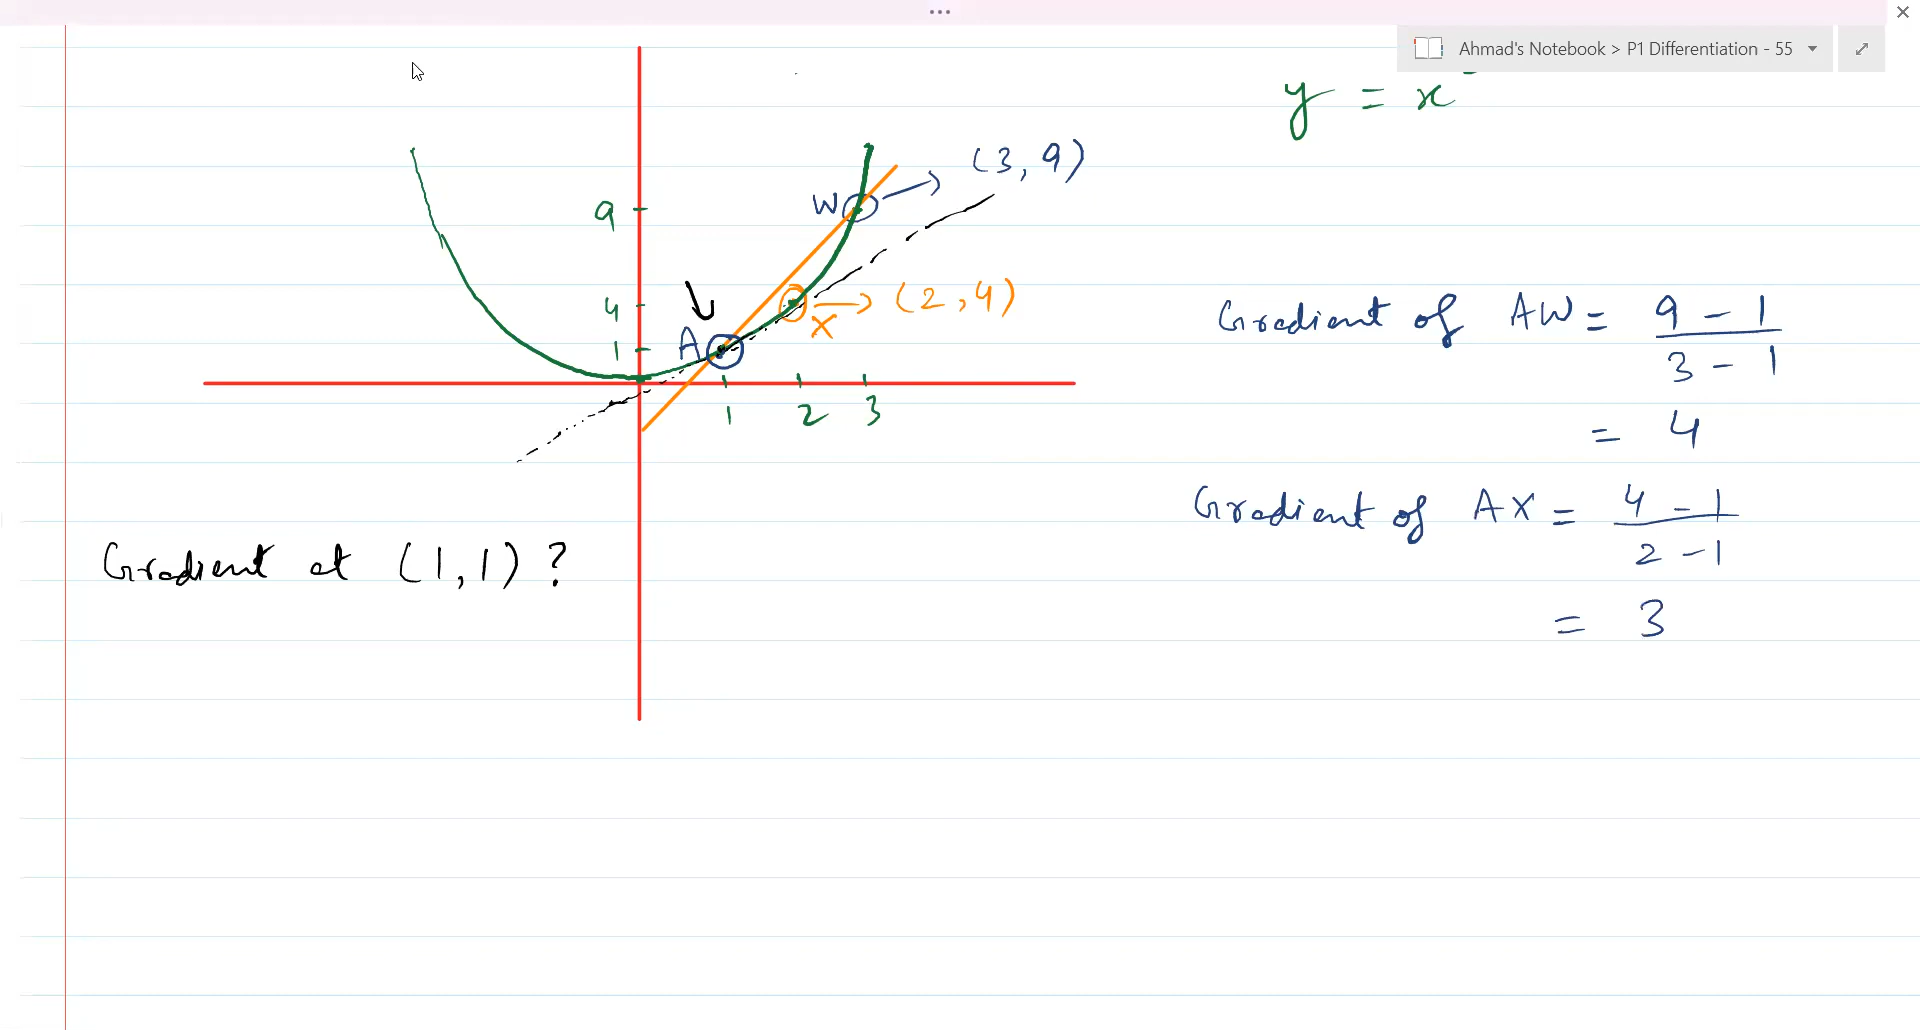 Ahmad's Notebook > P1 Differentiation - 55
y = x²
(3, 9)
W
9
(2, 4)
4
X
A
1
1 2 3
Gradient of AW = 9 - 1
3 - 1
= 4
Gradient of AX = 4 - 1
2 - 1
= 3
Gradient at (1,1) ?